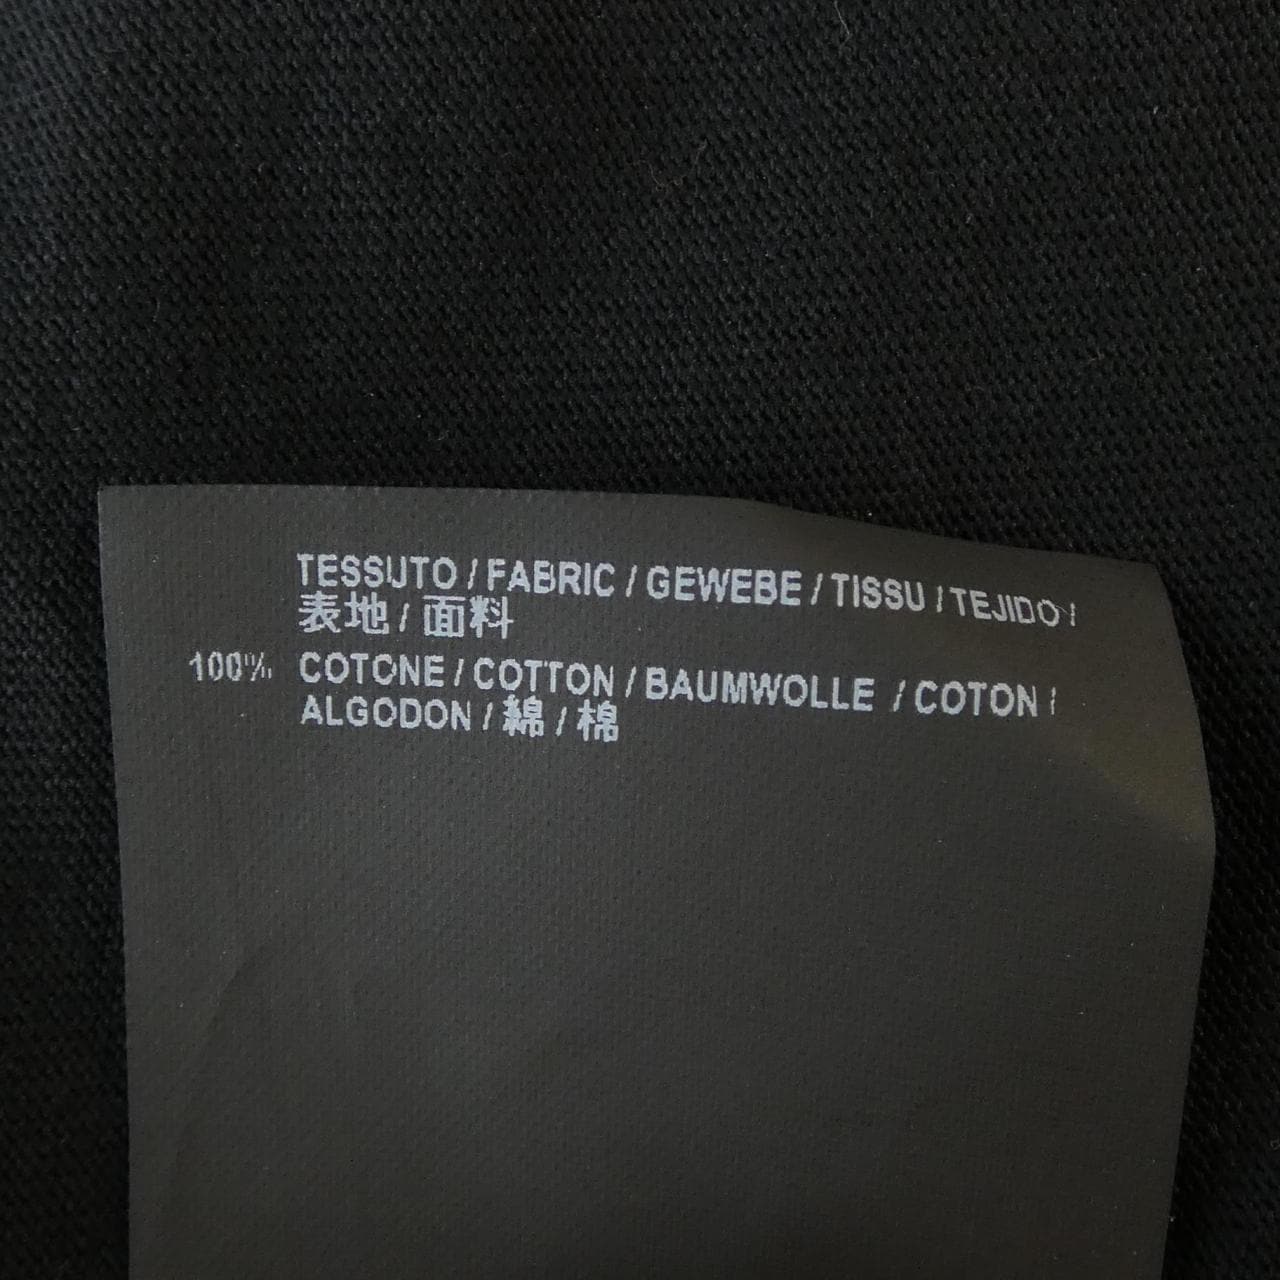 TESSUTO / FABRIC / GEWEBE / TISSU / TEJIDO /
表地 / 面料
100% COTONE / COTTON / BAUMWOLLE / COTON /
ALGODON / 綿 / 棉